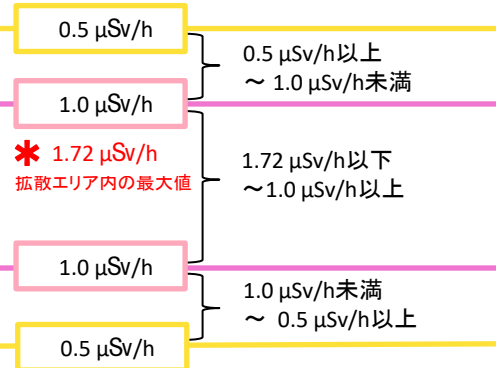 0.5 μSv/h
0.5 μSv/h以上
～ 1.0 μSv/h未満
1.0 μSv/h
* 1.72 μSv/h
拡散エリア内の最大値
1.72 μSv/h以下
～1.0 μSv/h以上
1.0 μSv/h
1.0 μSv/h未満
～ 0.5 μSv/h以上
0.5 μSv/h